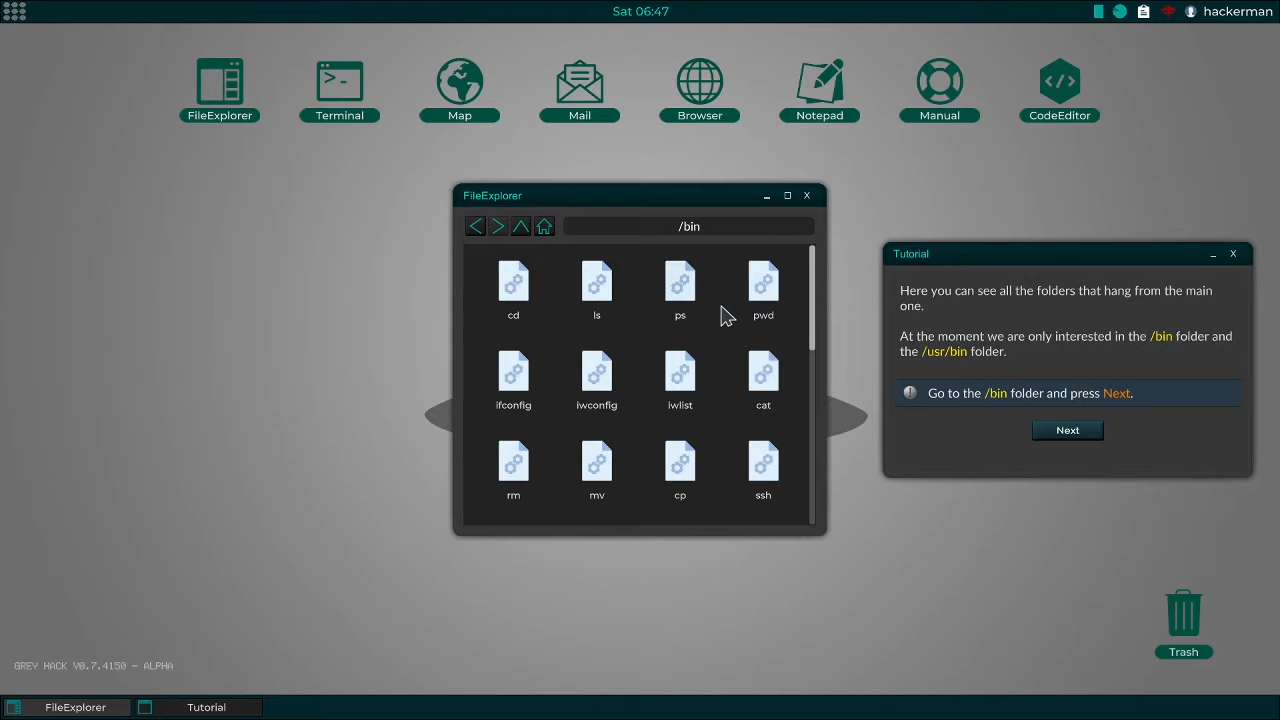 Sat 06:47
hackerman
FileExplorer
Terminal
Map
Mail
Browser
Notepad
Manual
CodeEditor
FileExplorer
X
/bin
cd
ls
ps
pwd
ifconfig
iwconfig
iwlist
cat
rm
mv
cp
ssh
Tutorial
X
Here you can see all the folders that hang from the main
one.
At the moment we are only interested in the /bin folder and
the /usr/bin folder.
Go to the /bin folder and press Next.
Next
Trash
GREY HACK V0.7.4150 - ALPHA
FileExplorer
Tutorial